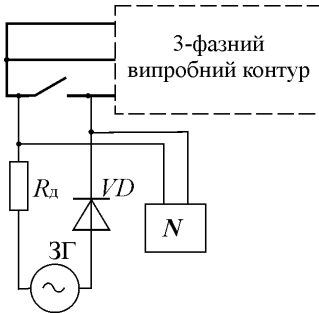 3-фазний
випробний контур
Rд
VD
N
ЗГ